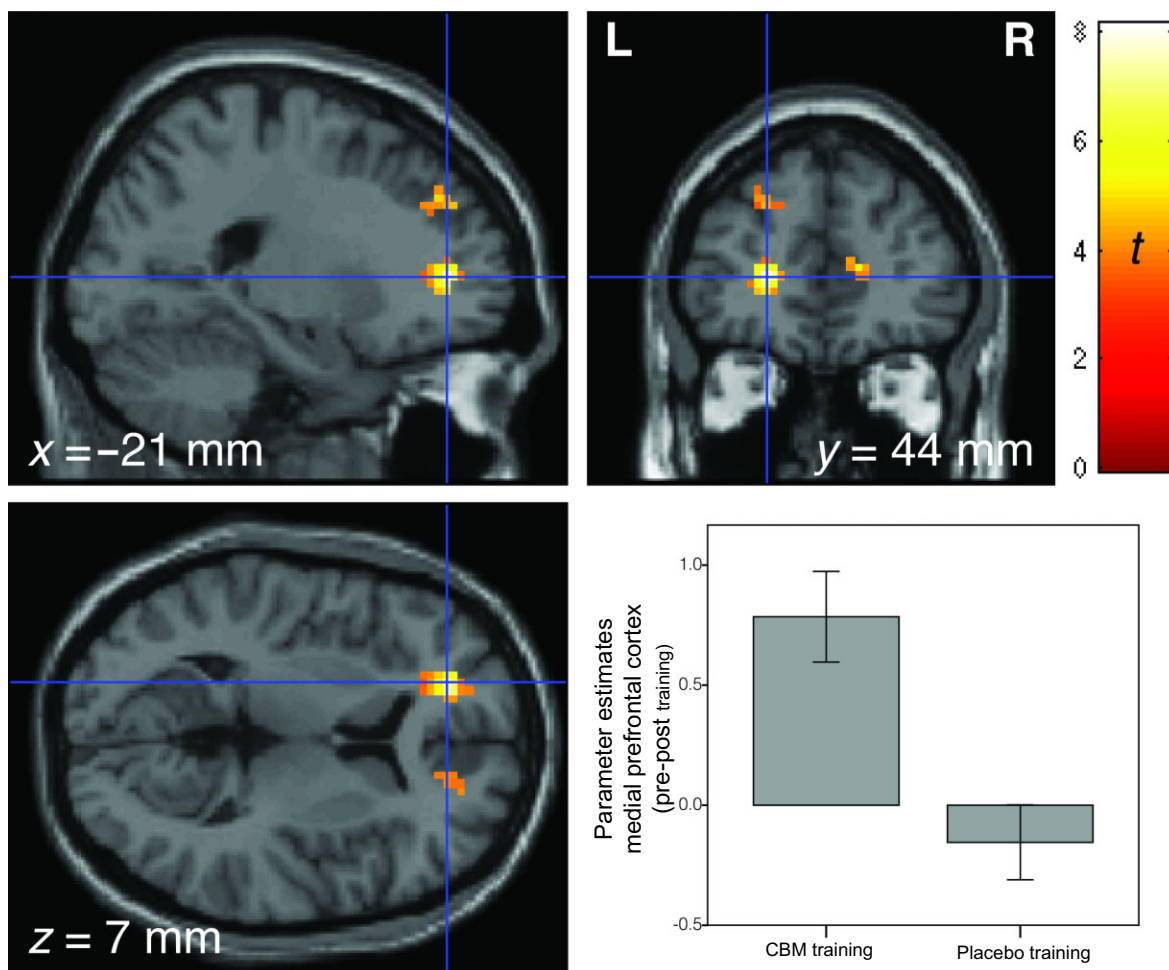 L
R
8
6
4
t
2
0
x = −21 mm
y = 44 mm
z = 7 mm
Parameter estimates
medial prefrontal cortex
(pre-post training)
1.0
0.5
0.0
-0.5
CBM training
Placebo training